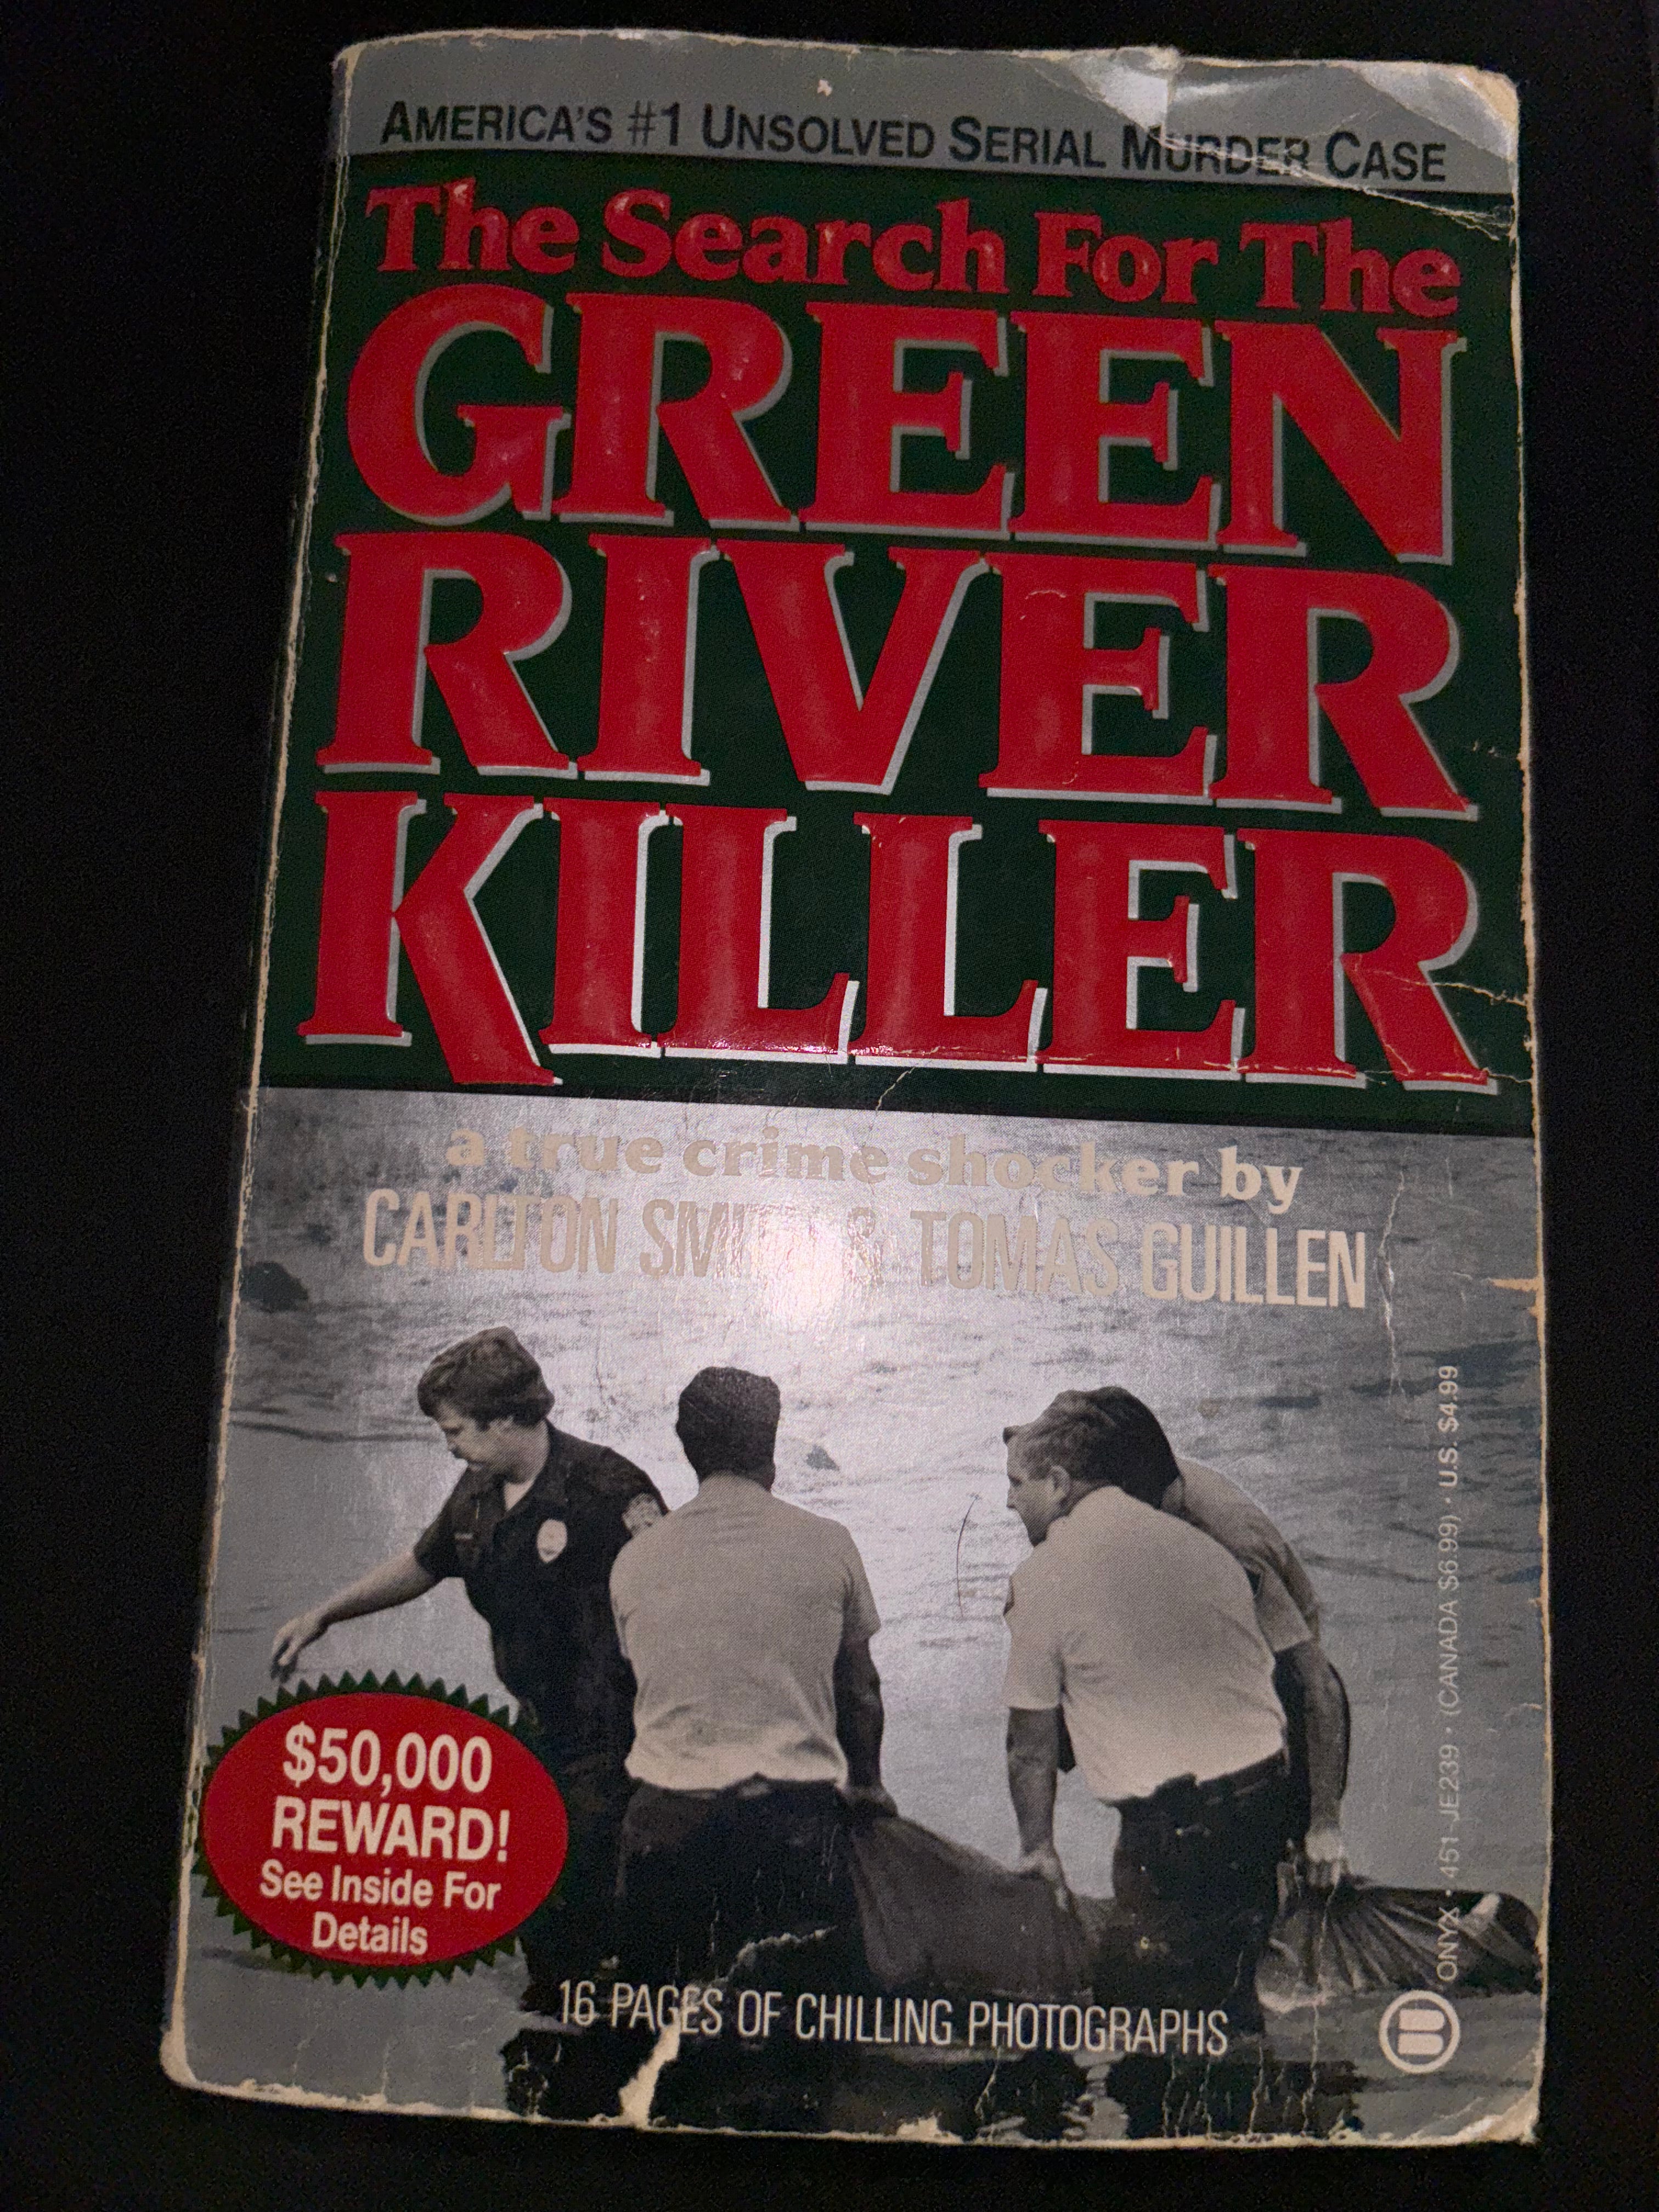 AMERICA'S #1 UNSOLVED SERIAL MURDER CASE
The Search For The
GREEN
RIVER
KILLER
a true crime shocker by
CARLTON SMITH & TOMAS GUILLEN
$50,000
REWARD!
See Inside For
Details
16 PAGES OF CHILLING PHOTOGRAPHS
ONYX • 451-JE239 • (CANADA $6.99) • U.S. $4.99